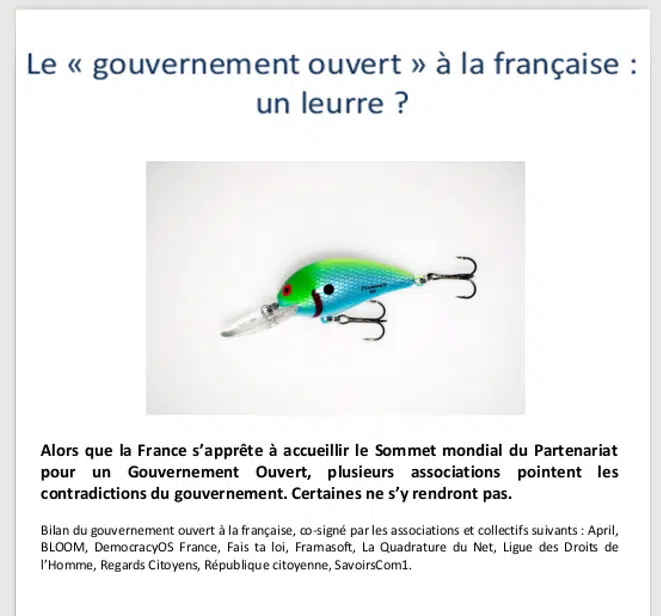 Le « gouvernement ouvert » à la française :
un leurre ?
Alors que la France s’apprête à accueillir le Sommet mondial du Partenariat
pour un Gouvernement Ouvert, plusieurs associations pointent les
contradictions du gouvernement. Certaines ne s’y rendront pas.
Bilan du gouvernement ouvert à la française, co-signé par les associations et collectifs suivants : April,
BLOOM, DemocracyOS France, Fais ta loi, Framasoft, La Quadrature du Net, Ligue des Droits de
l’Homme, Regards Citoyens, République citoyenne, SavoirsCom1.